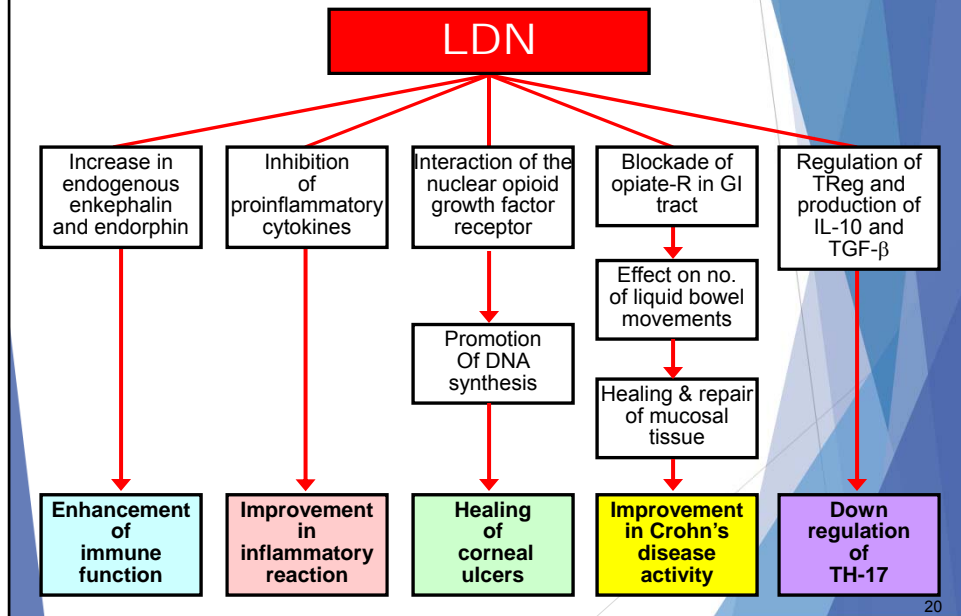 LDN
Increase in
endogenous
enkephalin
and endorphin
Inhibition
of
proinflammatory
cytokines
Interaction of the
nuclear opioid
growth factor
receptor
Blockade of
opiate-R in GI
tract
Regulation of
TReg and
production of
IL-10 and
TGF-β
Effect on no.
of liquid bowel
movements
Promotion
Of DNA
synthesis
Healing & repair
of mucosal
tissue
Enhancement
of
immune
function
Improvement
in
inflammatory
reaction
Healing
of
corneal
ulcers
Improvement
in Crohn's
disease
activity
Down
regulation
of
TH-17
20